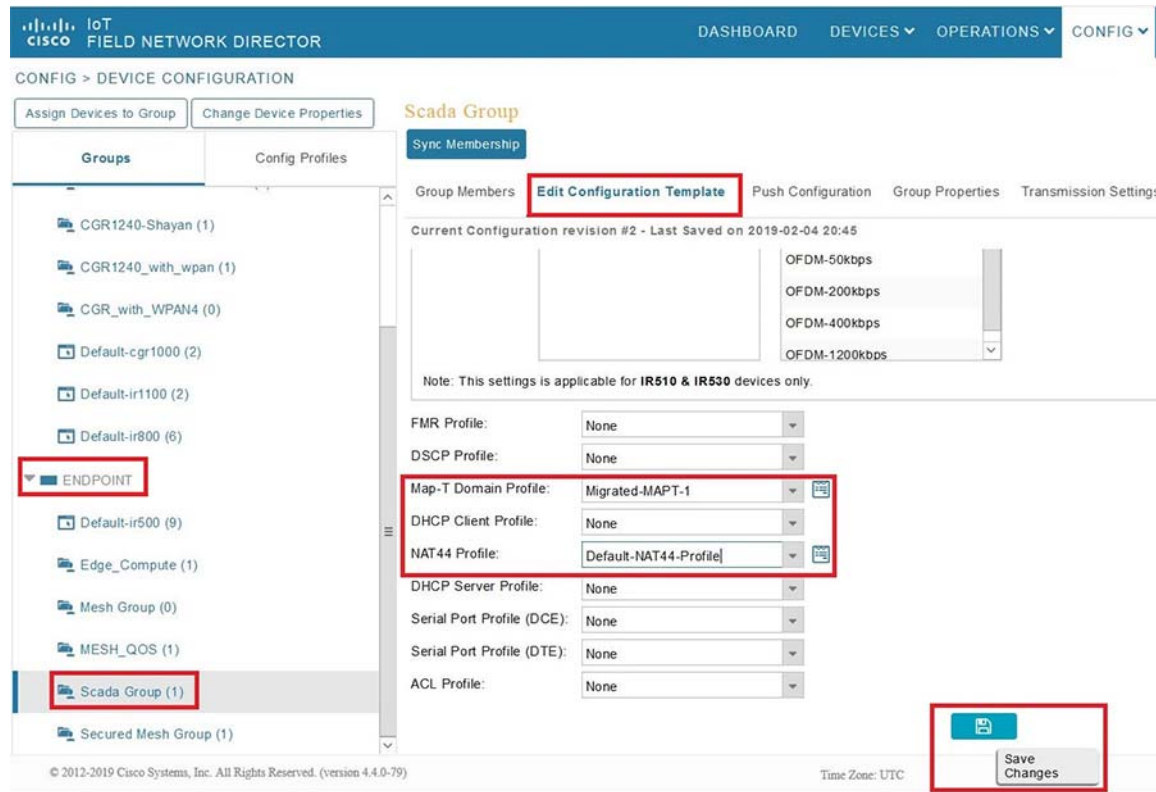 IoT
CISCO FIELD NETWORK DIRECTOR
DASHBOARD DEVICES OPERATIONS CONFIG
CONFIG > DEVICE CONFIGURATION
Assign Devices to Group Change Device Properties
Groups Config Profiles
CGR1240-Shayan (1)
CGR1240_with_wpan (1)
CGR_with_WPAN4 (0)
Default-cgr1000 (2)
Default-ir1100 (2)
Default-ir800 (6)
ENDPOINT
Default-ir500 (9)
Edge_Compute (1)
Mesh Group (0)
MESH_QOS (1)
Scada Group (1)
Secured Mesh Group (1)
Scada Group
Sync Membership
Group Members Edit Configuration Template Push Configuration Group Properties Transmission Settings
Current Configuration revision #2 - Last Saved on 2019-02-04 20:45
OFDM-50kbps
OFDM-200kbps
OFDM-400kbps
OFDM-1200kbps
Note: This settings is applicable for IR510 & IR530 devices only.
FMR Profile: None
DSCP Profile: None
Map-T Domain Profile: Migrated-MAPT-1
DHCP Client Profile: None
NAT44 Profile: Default-NAT44-Profile
DHCP Server Profile: None
Serial Port Profile (DCE): None
Serial Port Profile (DTE): None
ACL Profile: None
Save
Changes
© 2012-2019 Cisco Systems, Inc. All Rights Reserved. (version 4.4.0-79)
Time Zone: UTC